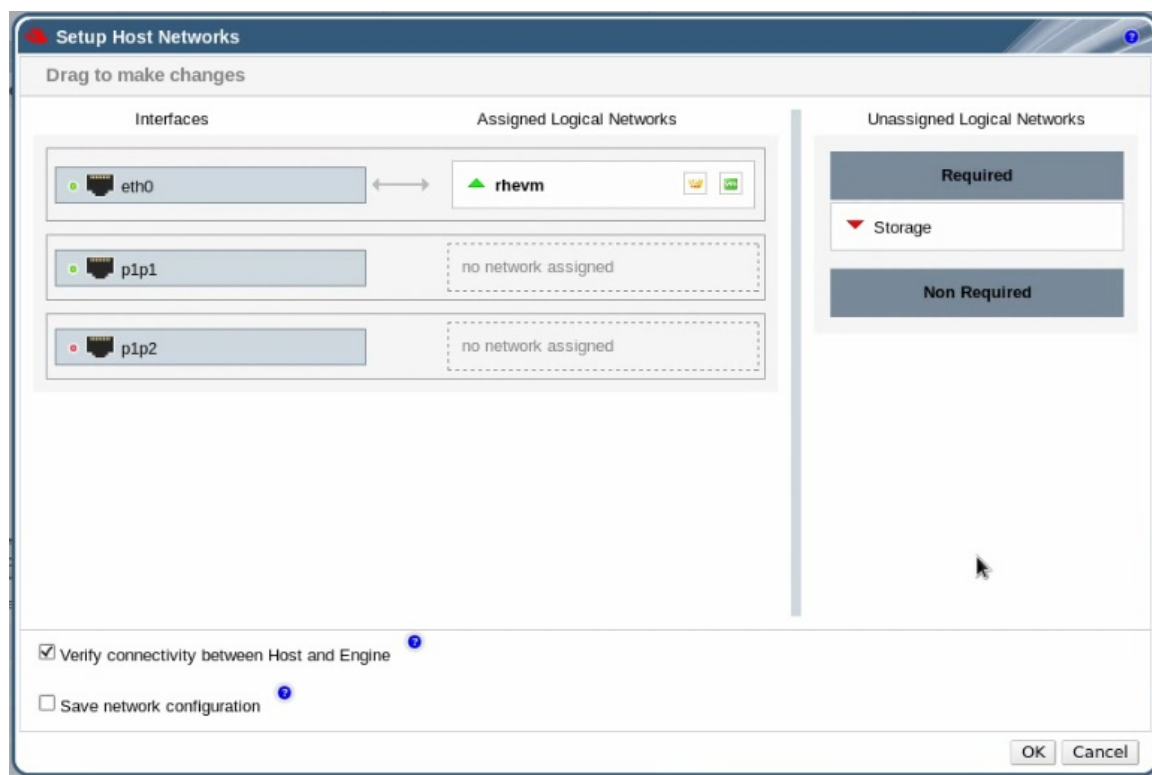 Setup Host Networks
Drag to make changes
Interfaces
Assigned Logical Networks
Unassigned Logical Networks
eth0
rhevm
p1p1
no network assigned
p1p2
no network assigned
Required
Storage
Non Required
Verify connectivity between Host and Engine
Save network configuration
OK
Cancel